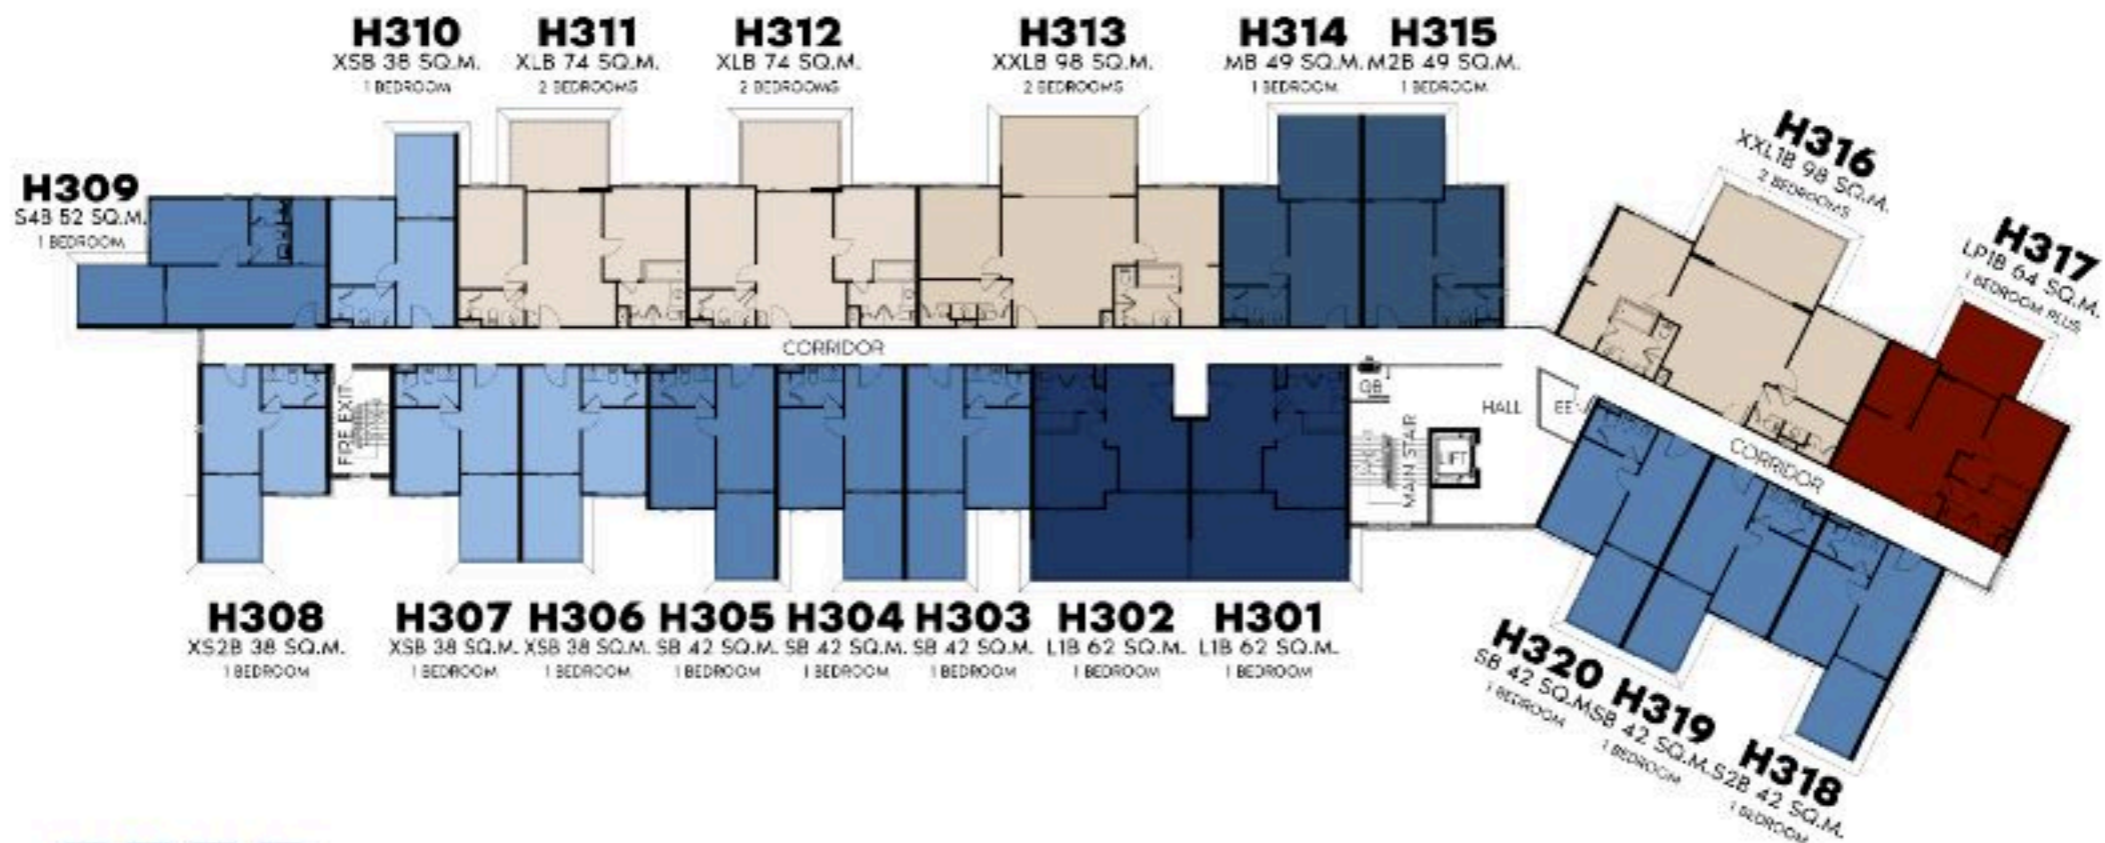 H310
XSB 38 SQ.M.
1 BEDROOM
H311
XLB 74 SQ.M.
2 BEDROOMS
H312
XLB 74 SQ.M.
2 BEDROOMS
H313
XXLB 98 SQ.M.
2 BEDROOMS
H314
MB 49 SQ.M.
1 BEDROOM
H315
M2B 49 SQ.M.
1 BEDROOM
H316
XXL1B 98 SQ.M.
2 BEDROOMS
H317
LP1B 64 SQ.M.
1 BEDROOM PLUS
H309
S4B 52 SQ.M.
1 BEDROOM
CORRIDOR
FIRE EXIT
GB
MAIN STAIR
LIFT
HALL
EE
CORRIDOR
H308
XS2B 38 SQ.M.
1 BEDROOM
H307
XSB 38 SQ.M.
1 BEDROOM
H306
XSB 38 SQ.M.
1 BEDROOM
H305
SB 42 SQ.M.
1 BEDROOM
H304
SB 42 SQ.M.
1 BEDROOM
H303
SB 42 SQ.M.
1 BEDROOM
H302
L1B 62 SQ.M.
1 BEDROOM
H301
L1B 62 SQ.M.
1 BEDROOM
H320
SB 42 SQ.M
1 BEDROOM
H319
SB 42 SQ.M.
1 BEDROOM
H318
S2B 42 SQ.M.
1 BEDROOM